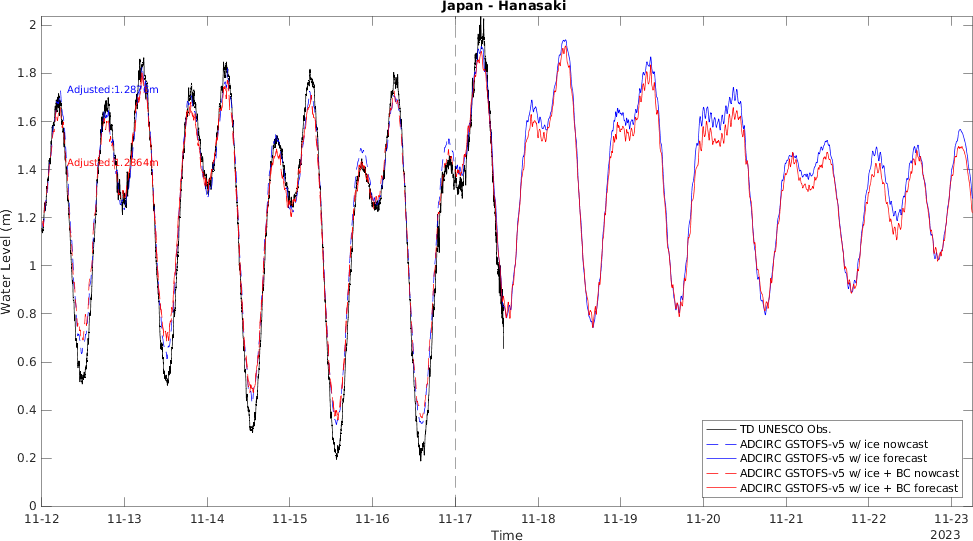 Japan - Hanasaki
2
1.8
1.6
1.4
1.2
1
0.8
0.6
0.4
0.2
0
Water Level (m)
Adjusted:1.2876m
Adjusted:1.2864m
TD UNESCO Obs.
ADCIRC GSTOFS-v5 w/ ice nowcast
ADCIRC GSTOFS-v5 w/ ice forecast
ADCIRC GSTOFS-v5 w/ ice + BC nowcast
ADCIRC GSTOFS-v5 w/ ice + BC forecast
11-12 11-13 11-14 11-15 11-16 11-17 11-18 11-19 11-20 11-21 11-22 11-23
Time
2023